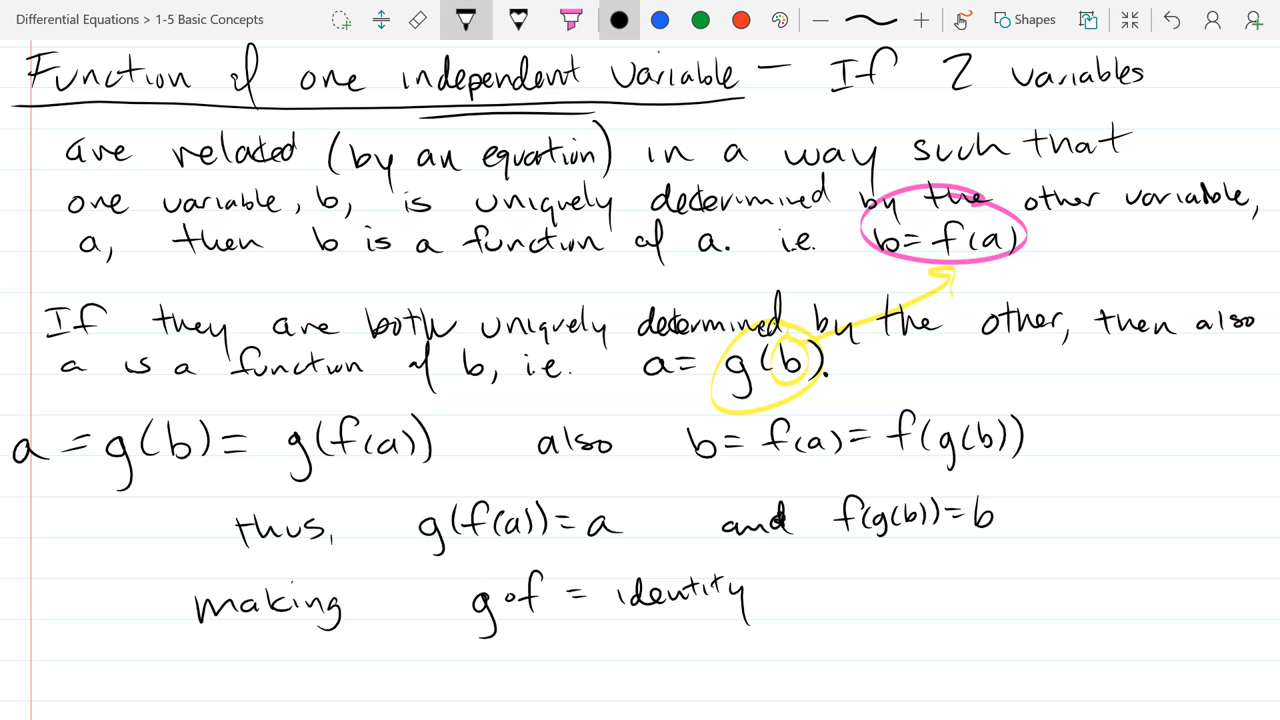 Differential Equations > 1-5 Basic Concepts
Shapes
Function of one independent variable – If 2 variables
are related (by an equation) in a way such that
one variable, b, is uniquely determined by the other variable,
a, then b is a function of a. i.e. b = f(a)
If they are both uniquely determined by the other, then also
a is a function of b, i.e. a = g(b).
a = g(b) = g(f(a)) also b = f(a) = f(g(b))
thus, g(f(a)) = a and f(g(b)) = b
making g∘f = identity